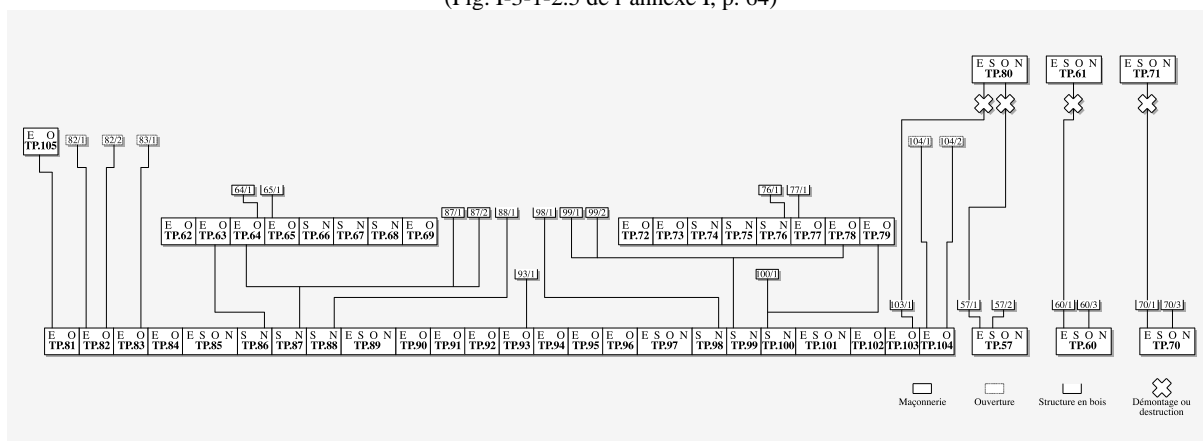 (Fig. I-3-1-2.3 de l'annexe I, p. 64)
E S O N E S O N E S O N
TP.80 TP.61 TP.71
E O 82/1 82/2 83/1
TP.105
104/1 104/2
64/1 65/1 76/1 77/1
87/1 87/2 88/1 98/1 99/1 99/2
E O E O E O E O S N S N S N E O
TP.62 TP.63 TP.64 TP.65 TP.66 TP.67 TP.68 TP.69
E O E O S N S N S N E O E O E O
TP.72 TP.73 TP.74 TP.75 TP.76 TP.77 TP.78 TP.79
93/1 100/1
103/1 57/1 57/2 60/1 60/3 70/1 70/3
E O E O E O E O E S O N S N S N S N E S O N E O E O E O E O E O E O E O E S O N S N S N S N E S O N E O E O E O
TP.81 TP.82 TP.83 TP.84 TP.85 TP.86 TP.87 TP.88 TP.89 TP.90 TP.91 TP.92 TP.93 TP.94 TP.95 TP.96 TP.97 TP.98 TP.99 TP.100 TP.101 TP.102 TP.103 TP.104
E S O N E S O N E S O N
TP.57 TP.60 TP.70
Maçonnerie Ouverture Structure en bois Démontage ou
destruction